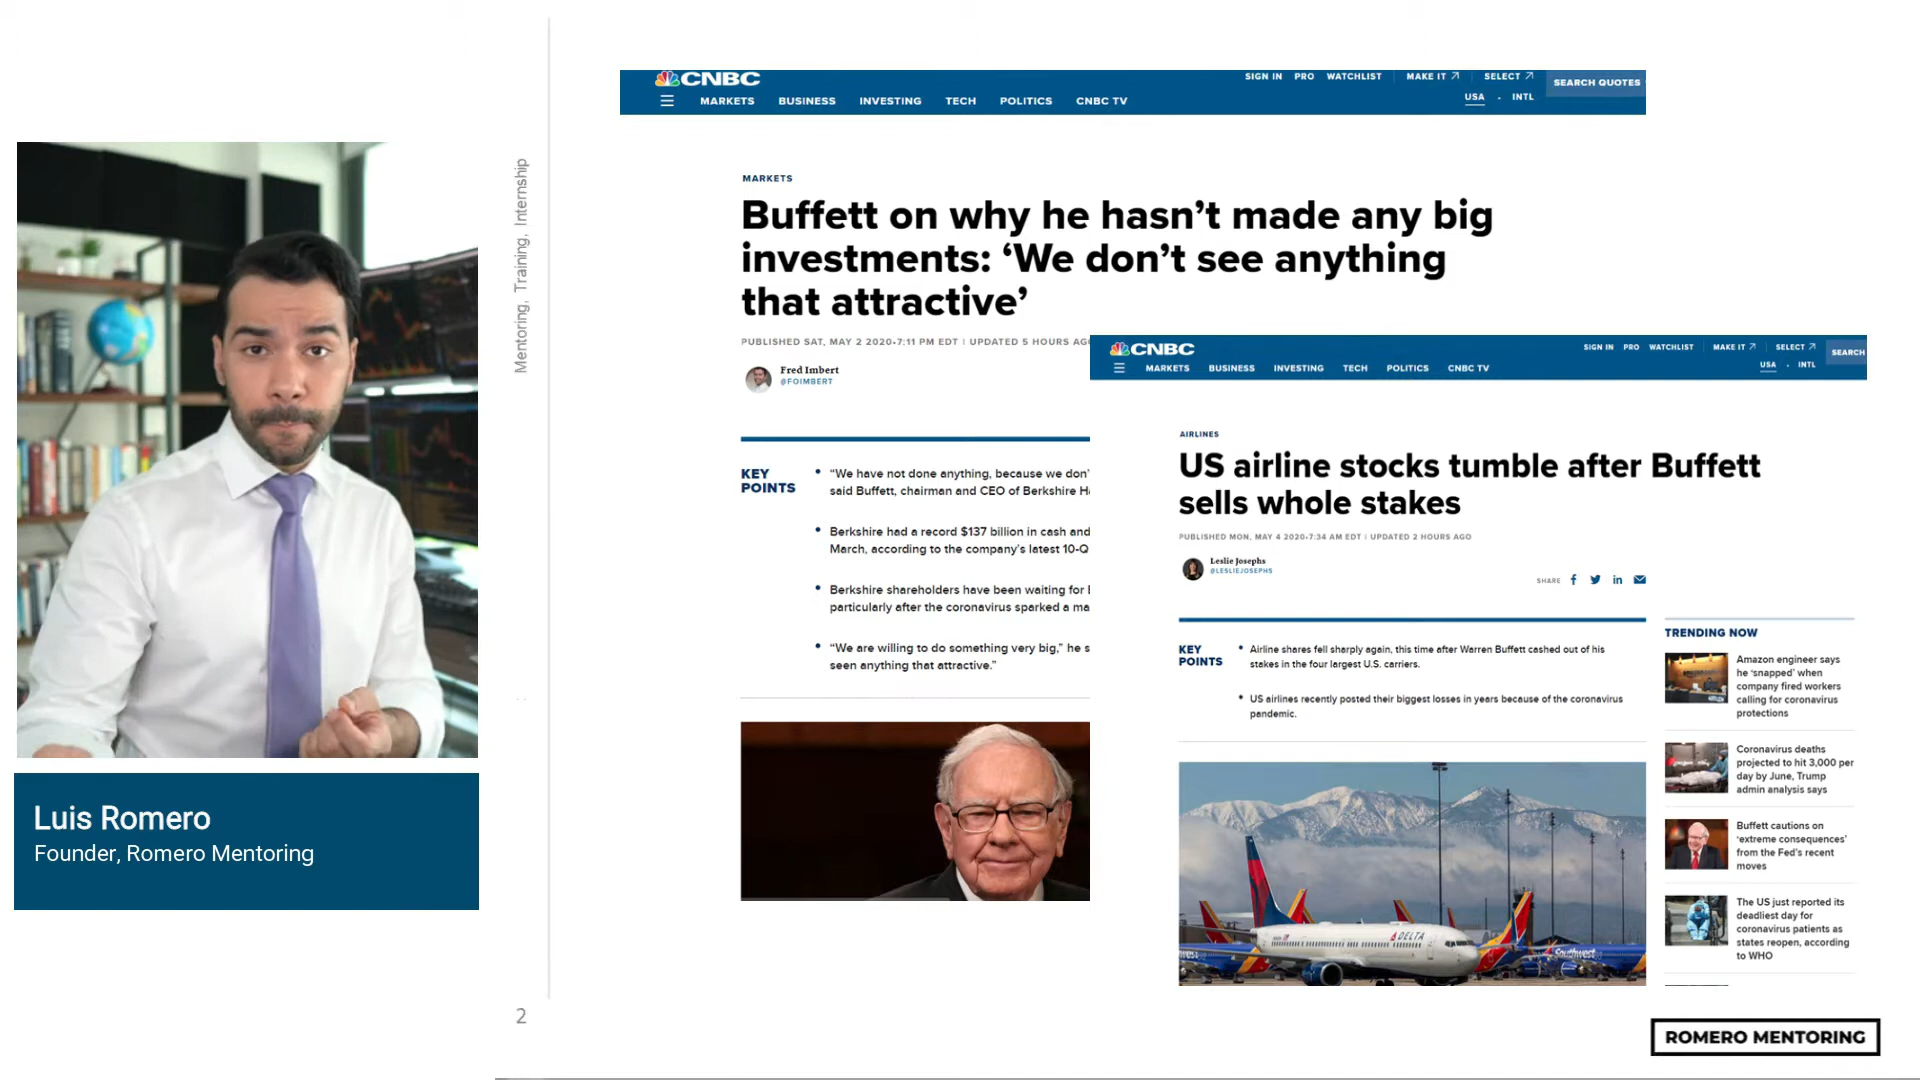 Mentoring, Training, Internship
Luis Romero
Founder, Romero Mentoring
2
CNBC
SIGN IN PRO WATCHLIST MAKE IT SELECT SEARCH QUOTES
USA - INTL
MARKETS BUSINESS INVESTING TECH POLITICS CNBC TV
MARKETS
Buffett on why he hasn’t made any big
investments: ‘We don’t see anything
that attractive’
PUBLISHED SAT, MAY 2 2020•7:11 PM EDT | UPDATED 5 HOURS AGO
Fred Imbert
@FOIMBERT
KEY
POINTS
• “We have not done anything, because we don’
said Buffett, chairman and CEO of Berkshire
• Berkshire had a record $137 billion in cash and
March, according to the company’s latest 10-Q
• Berkshire shareholders have been waiting for
particularly after the coronavirus sparked a ma
• “We are willing to do something very big,” he s
seen anything that attractive.”
CNBC
SIGN IN PRO WATCHLIST MAKE IT SELECT SEARCH
USA • INTL
MARKETS BUSINESS INVESTING TECH POLITICS CNBC TV
AIRLINES
US airline stocks tumble after Buffett
sells whole stakes
PUBLISHED MON, MAY 4 2020•7:34 AM EDT | UPDATED 2 HOURS AGO
Leslie Josephs
@LESLIEJOSEPHS
SHARE
KEY
POINTS
• Airline shares fell sharply again, this time after Warren Buffett cashed out of his
stakes in the four largest U.S. carriers.
• US airlines recently posted their biggest losses in years because of the coronavirus
pandemic.
DELTA
Southwest
TRENDING NOW
Amazon engineer says
he ‘snapped’ when
company fired workers
calling for coronavirus
protections
Coronavirus deaths
projected to hit 3,000 per
day by June, Trump
admin analysis says
Buffett cautions on
‘extreme consequences’
from the Fed’s recent
moves
The US just reported its
deadliest day for
coronavirus patients as
states reopen, according
to WHO
ROMERO MENTORING